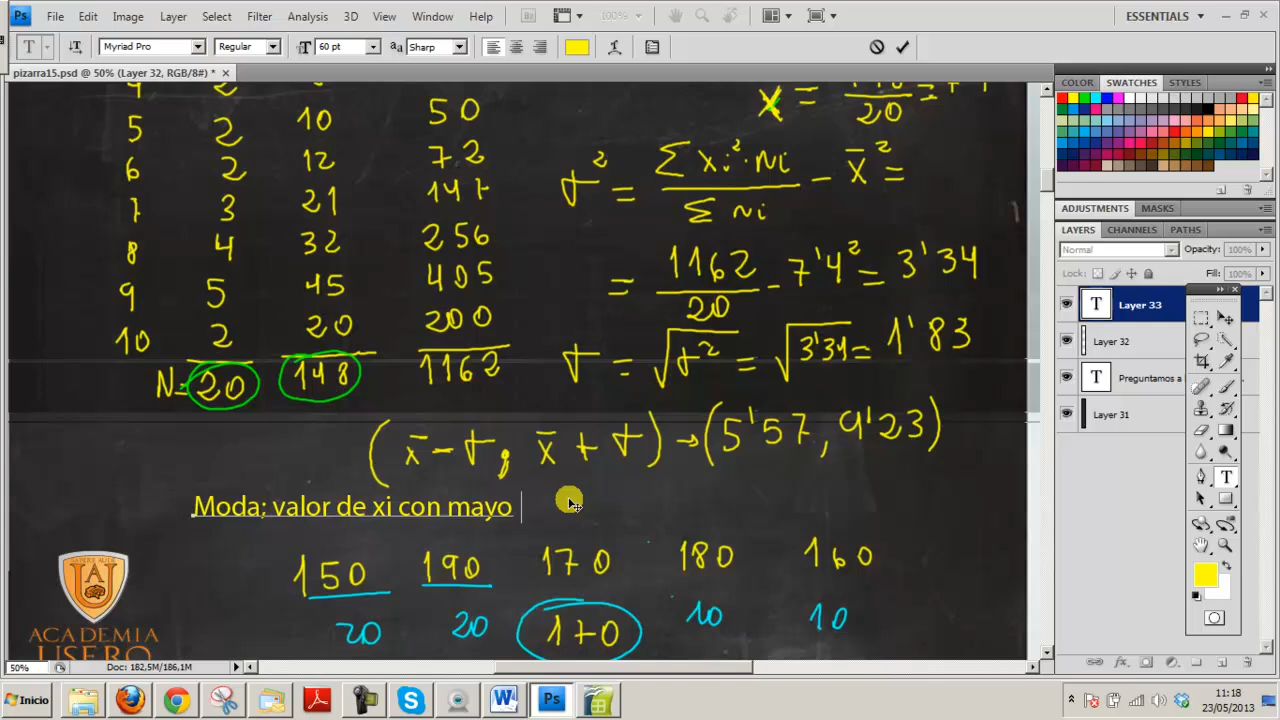 File Edit Image Layer Select Filter Analysis 3D View Window Help
100%
ESSENTIALS
T Myriad Pro Regular 60 pt Sharp
pizarra15.psd @ 50% (Layer 32, RGB/8#) *
COLOR SWATCHES STYLES
ADJUSTMENTS MASKS
LAYERS CHANNELS PATHS
Normal Opacity: 100%
Lock: Fill: 100%
T Layer 33
Layer 32
T Preguntamos a
Layer 31
4 2
5 2 10 50
6 2 12 72
7 3 21 147
8 4 32 256
9 5 45 405
10 2 20 200
N=20 148 1162
σ² = Σ xi²·ni / Σ ni - x̄² =
= 1162 / 20 - 7'4² = 3'34
σ = √σ² = √3'34 = 1'83
(x̄ - σ, x̄ + σ) → (5'57, 9'23)
Moda; valor de xi con mayo
150 190 170 180 160
20 20 170 10 10
ACADEMIA
USERO
50% Doc: 182,5M/186,1M
Inicio
11:18
23/05/2013